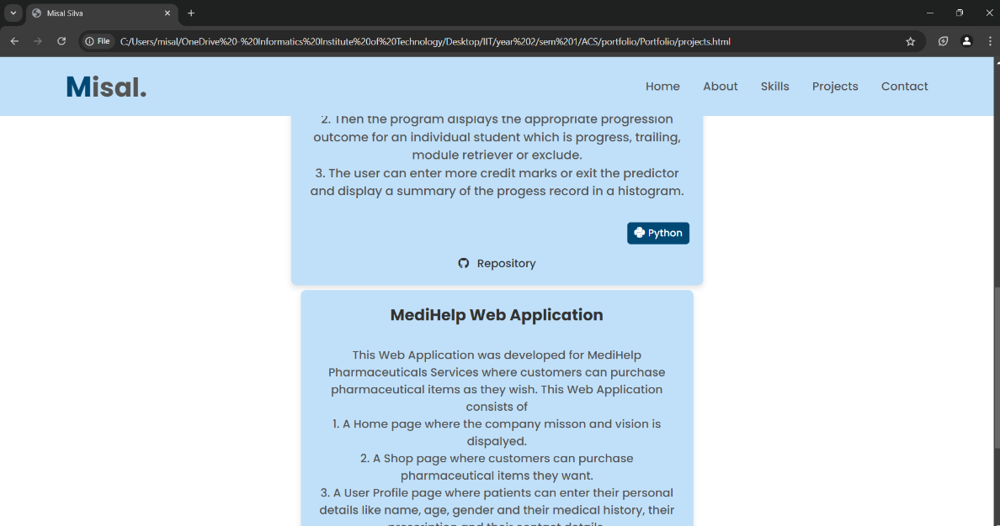 Misal Silva
File
C:/Users/misal/OneDrive%20-%20Informatics%20Institute%20of%20Technology/Desktop/IIT/year%202/sem%201/ACS/portfolio/Portfolio/projects.html
Misal.
Home About Skills Projects Contact
2. Then the program displays the appropriate progression
outcome for an individual student which is progress, trailing,
module retriever or exclude.
3. The user can enter more credit marks or exit the predictor
and display a summary of the progess record in a histogram.
Python
Repository
MediHelp Web Application
This Web Application was developed for MediHelp
Pharmaceuticals Services where customers can purchase
pharmaceutical items as they wish. This Web Application
consists of
1. A Home page where the company misson and vision is
dispalyed.
2. A Shop page where customers can purchase
pharmaceutical items they want.
3. A User Profile page where patients can enter their personal
details like name, age, gender and their medical history, their
prescription and their contact details